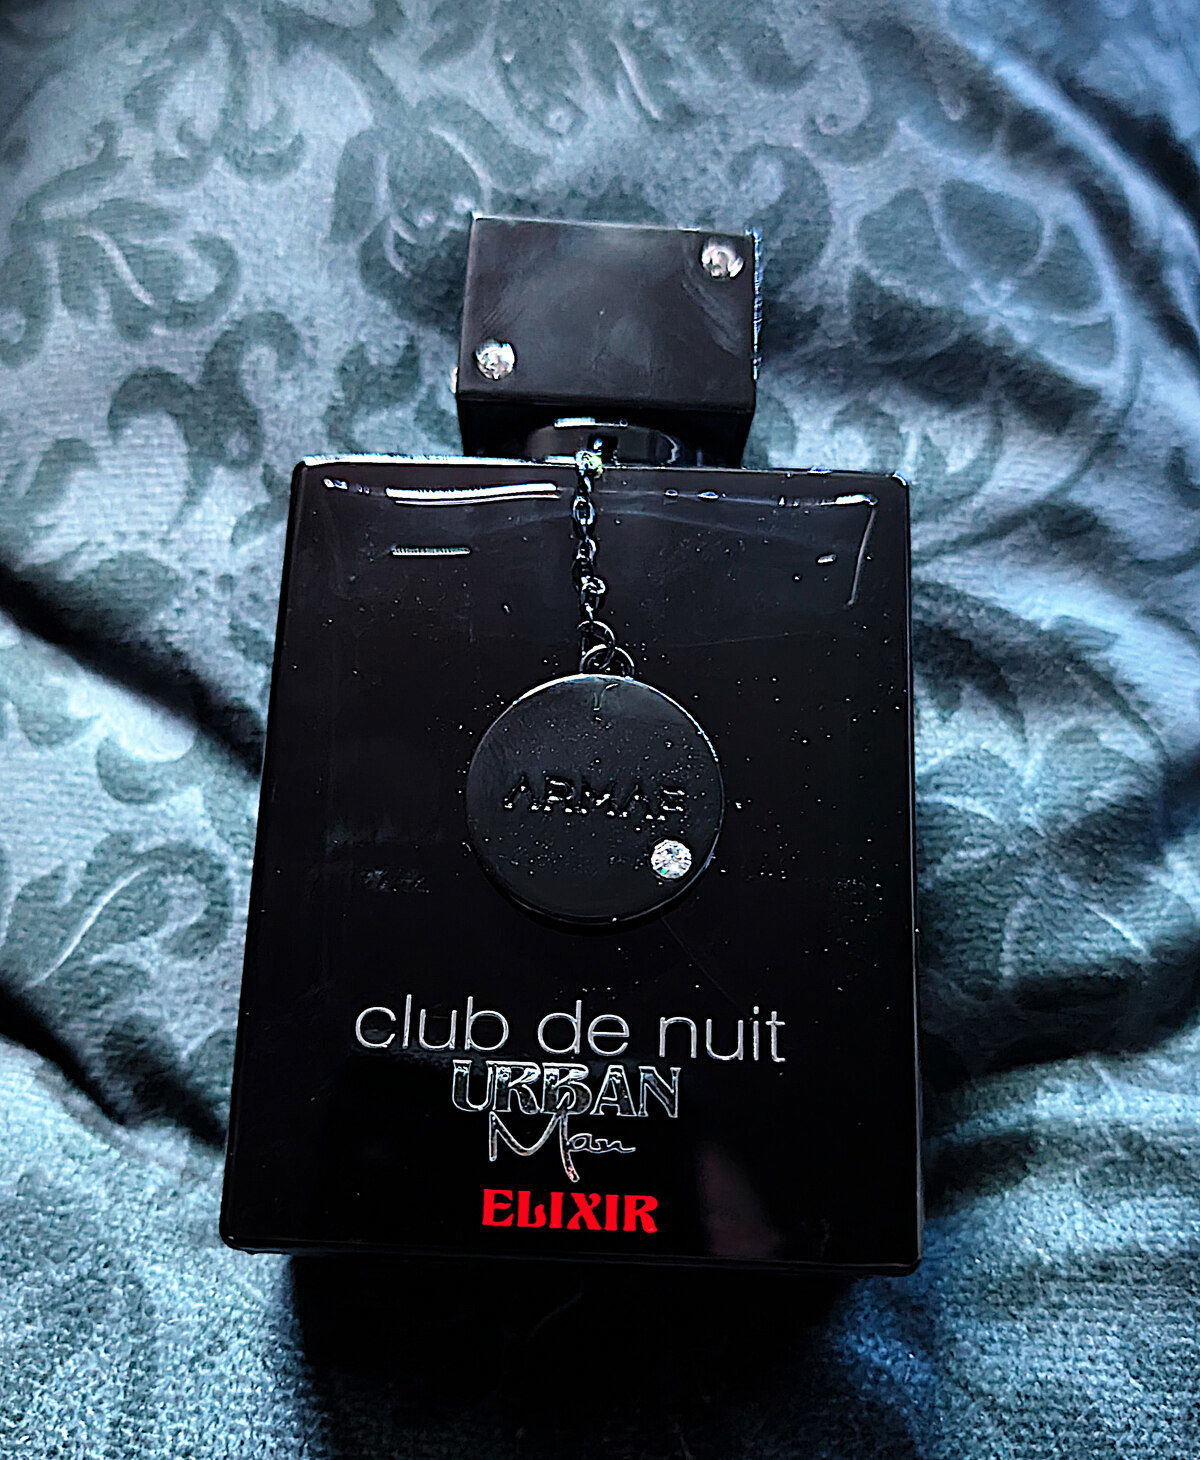 ARMAF
club de nuit
URBAN
Man
ELIXIR